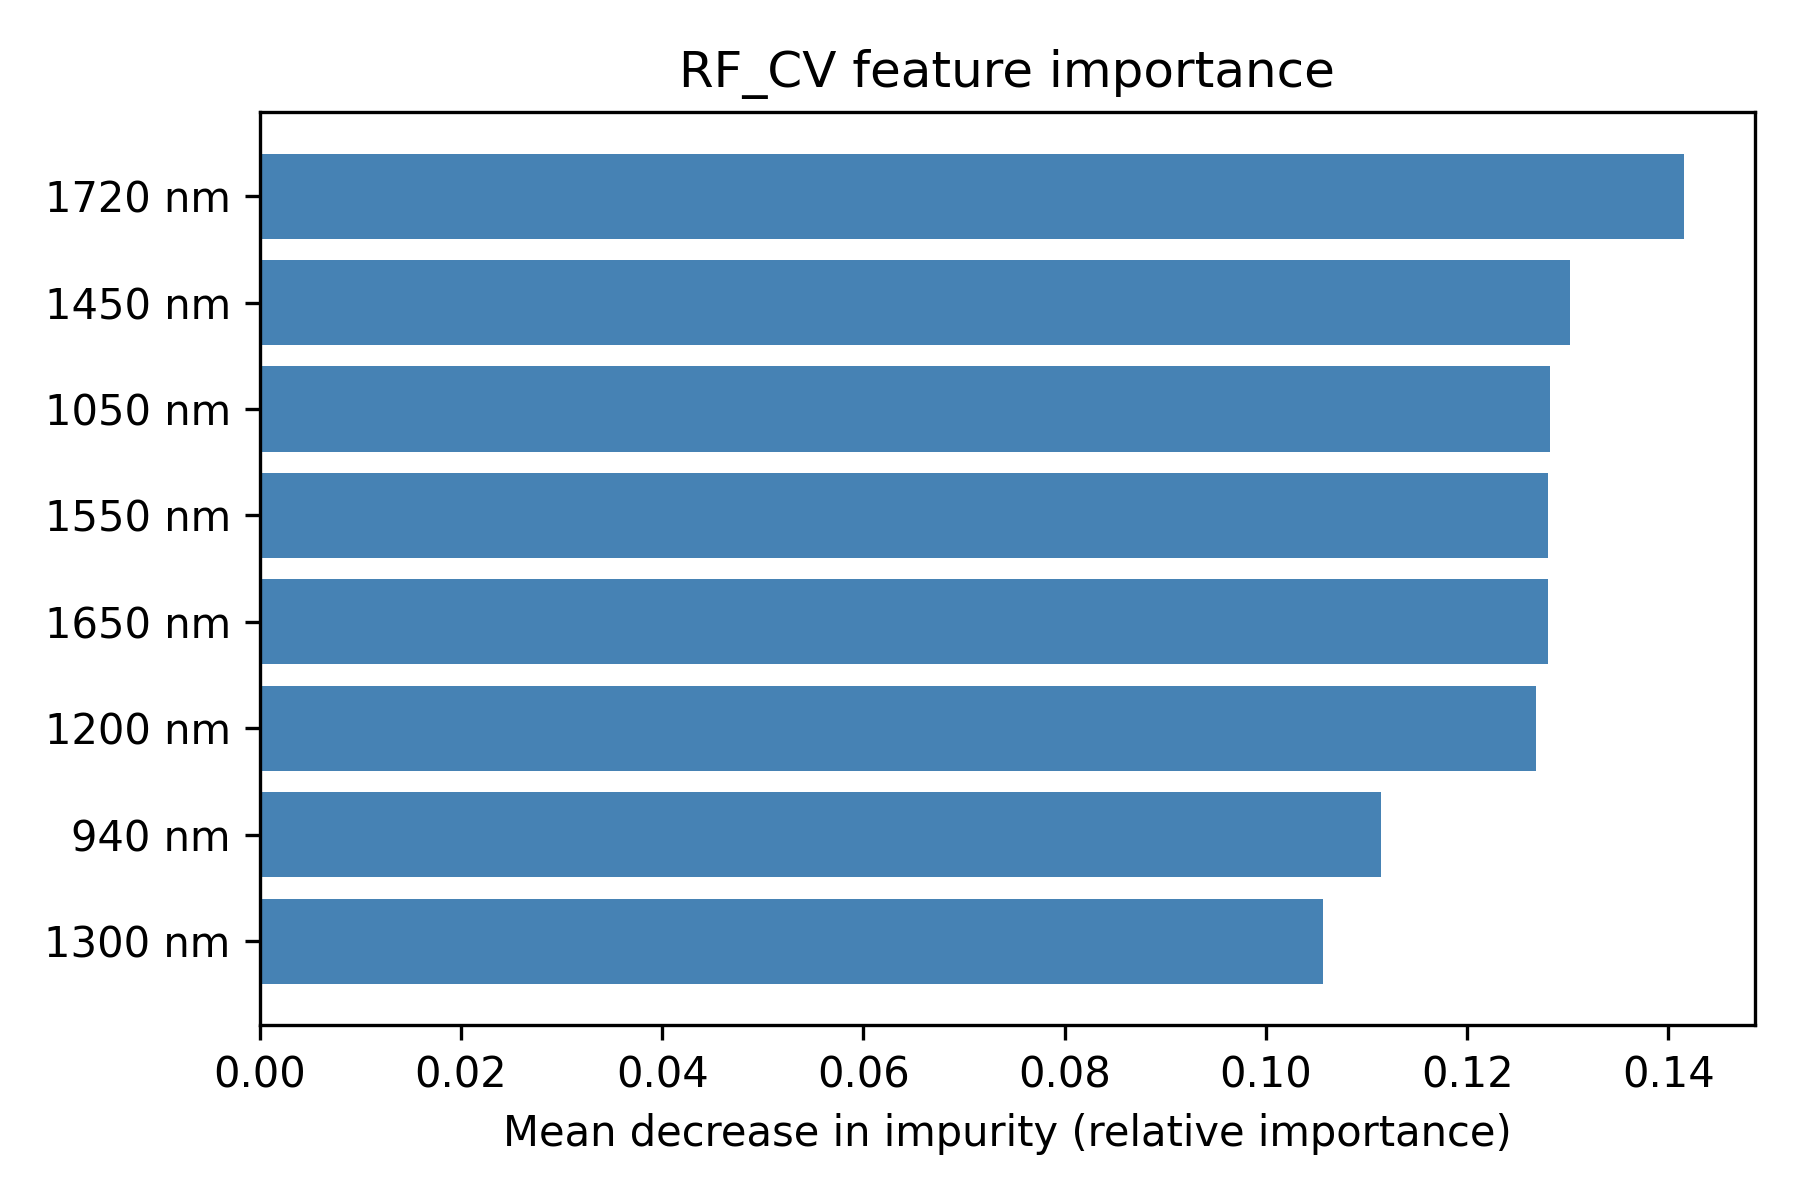 RF_CV feature importance
1720 nm
1450 nm
1050 nm
1550 nm
1650 nm
1200 nm
940 nm
1300 nm
0.00 0.02 0.04 0.06 0.08 0.10 0.12 0.14
Mean decrease in impurity (relative importance)